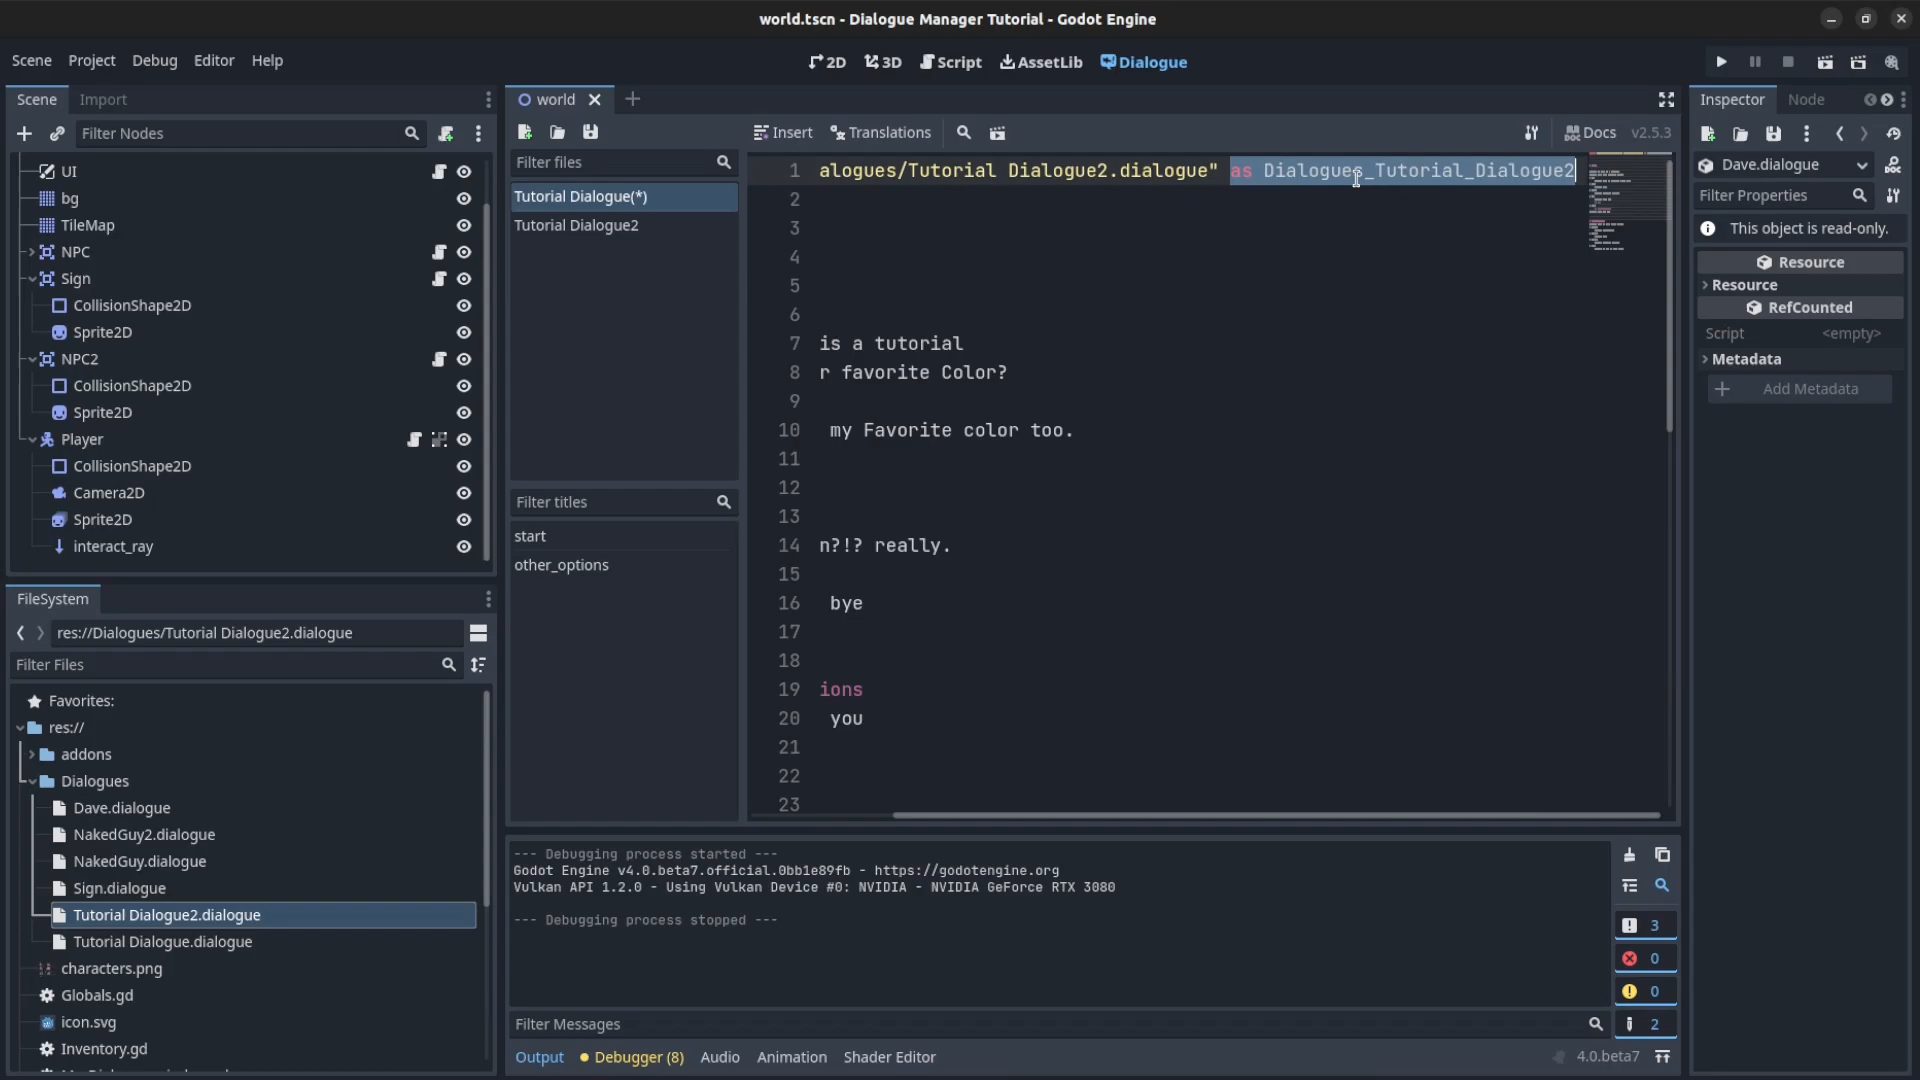 world.tscn - Dialogue Manager Tutorial - Godot Engine
Scene Project Debug Editor Help
2D 3D Script AssetLib Dialogue
Scene Import
Filter Nodes
UI
bg
TileMap
NPC
Sign
CollisionShape2D
Sprite2D
NPC2
CollisionShape2D
Sprite2D
Player
CollisionShape2D
Camera2D
Sprite2D
interact_ray
FileSystem
res://Dialogues/Tutorial Dialogue2.dialogue
Filter Files
Favorites:
res://
addons
Dialogues
Dave.dialogue
NakedGuy2.dialogue
NakedGuy.dialogue
Sign.dialogue
Tutorial Dialogue2.dialogue
Tutorial Dialogue.dialogue
characters.png
Globals.gd
icon.svg
Inventory.gd
world
Insert Translations Docs v2.5.3
Filter files
Tutorial Dialogue(*)
Tutorial Dialogue2
Filter titles
start
other_options
1 alogues/Tutorial Dialogue2.dialogue" as Dialogues_Tutorial_Dialogue2
2
3
4
5
6
7 is a tutorial
8 r favorite Color?
9
10 my Favorite color too.
11
12
13
14 n?!? really.
15
16 bye
17
18
19 ions
20 you
21
22
23
--- Debugging process started ---
Godot Engine v4.0.beta7.official.0bb1e89fb - https://godotengine.org
Vulkan API 1.2.0 - Using Vulkan Device #0: NVIDIA - NVIDIA GeForce RTX 3080
--- Debugging process stopped ---
3
0
0
2
Filter Messages
Output Debugger (8) Audio Animation Shader Editor 4.0.beta7
Inspector Node
Dave.dialogue
Filter Properties
This object is read-only.
Resource
Resource
RefCounted
Script <empty>
Metadata
Add Metadata